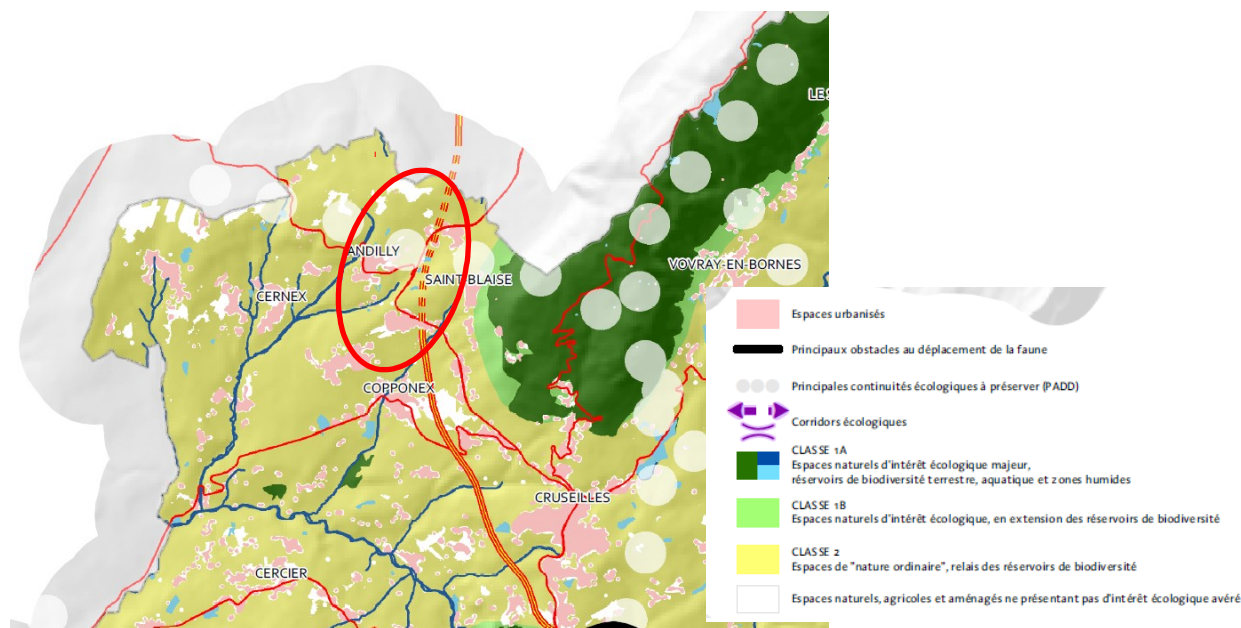 LE S
ANDILLY
SAINT BLAISE
VOVRAY-EN-BORNES
CERNEX
COPPONEX
CRUSEILLES
CERCIER
Espaces urbanisés
Principaux obstacles au déplacement de la faune
Principales continuités écologiques à préserver (PADD)
Corridors écologiques
CLASSE 1A
Espaces naturels d'intérêt écologique majeur,
réservoirs de biodiversité terrestre, aquatique et zones humides
CLASSE 1B
Espaces naturels d'intérêt écologique, en extension des réservoirs de biodiversité
CLASSE 2
Espaces de "nature ordinaire", relais des réservoirs de biodiversité
Espaces naturels, agricoles et aménagés ne présentant pas d'intérêt écologique avéré